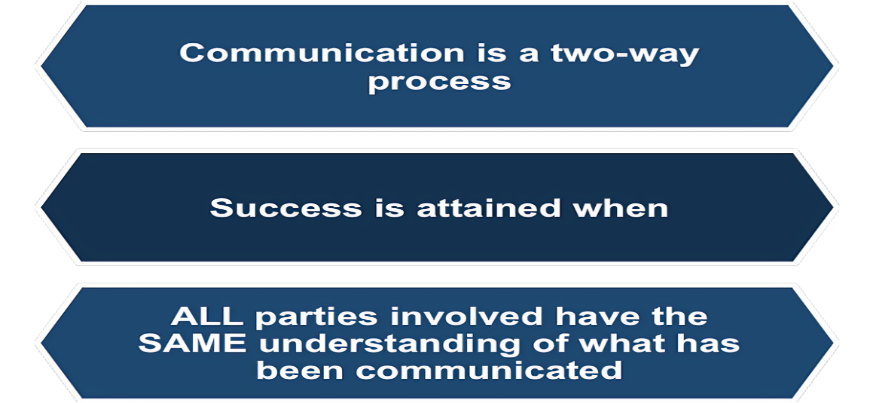 Communication is a two-way
process
Success is attained when
ALL parties involved have the
SAME understanding of what has
been communicated